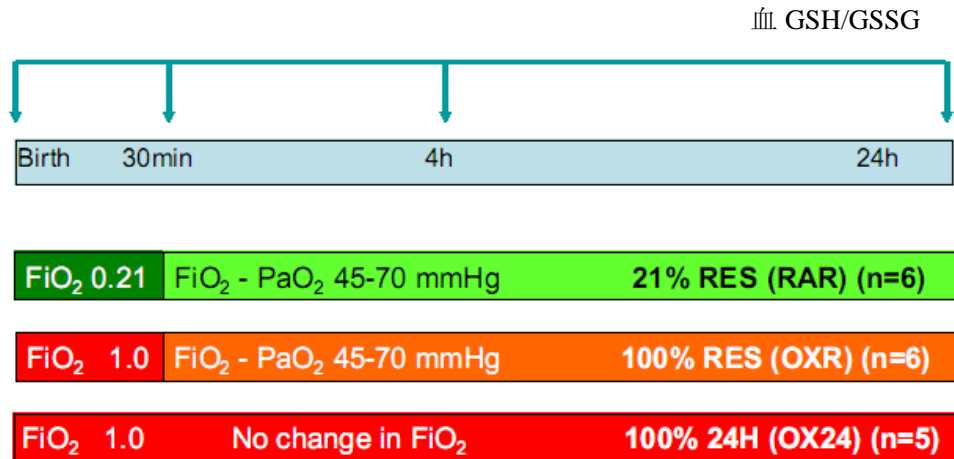 血 GSH/GSSG
Birth 30min 4h 24h
FiO₂ 0.21 FiO₂ - PaO₂ 45-70 mmHg 21% RES (RAR) (n=6)
FiO₂ 1.0 FiO₂ - PaO₂ 45-70 mmHg 100% RES (OXR) (n=6)
FiO₂ 1.0 No change in FiO₂ 100% 24H (OX24) (n=5)